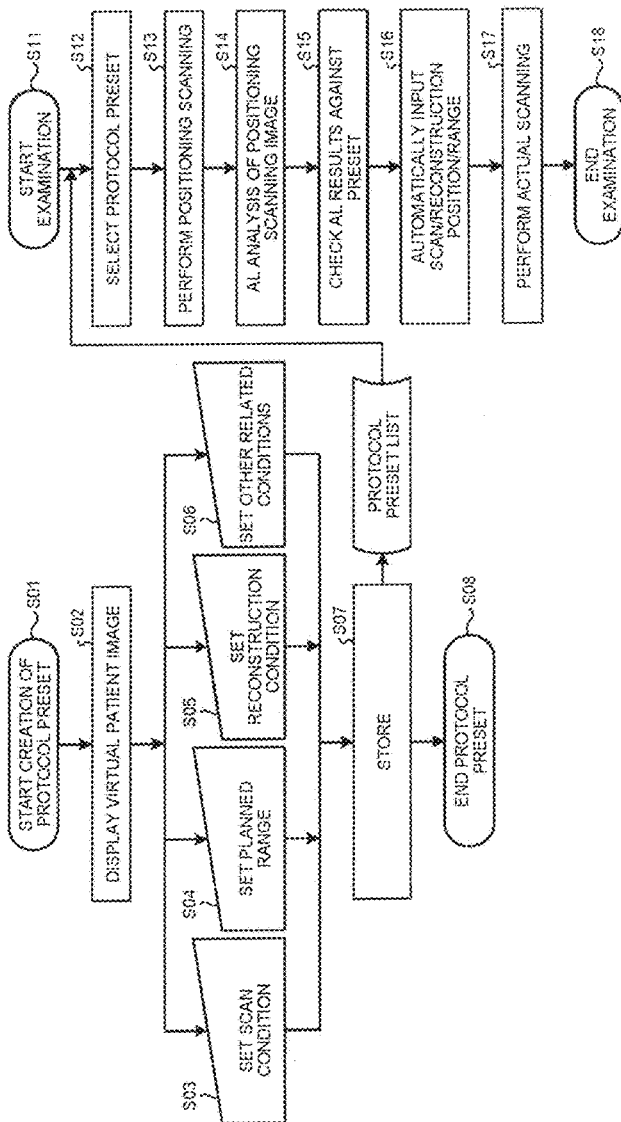 START CREATION OF
PROTOCOL PRESET
S01
DISPLAY VIRTUAL PATIENT IMAGE
S02
SET SCAN
CONDITION
S03
SET PLANNED
RANGE
S04
SET
RECONSTRUCTION
CONDITION
S05
SET OTHER RELATED
CONDITIONS
S06
STORE
S07
PROTOCOL
PRESET LIST
END PROTOCOL
PRESET
S08
START
EXAMINATION
S11
SELECT PROTOCOL PRESET
S12
PERFORM POSITIONING SCANNING
S13
AL ANALYSIS OF POSITIONING
SCANNING IMAGE
S14
CHECK AL RESULTS AGAINST
PRESET
S15
AUTOMATICALLY INPUT
SCAN/RECONSTRUCTION
POSITION/RANGE
S16
PERFORM ACTUAL SCANNING
S17
END
EXAMINATION
S18